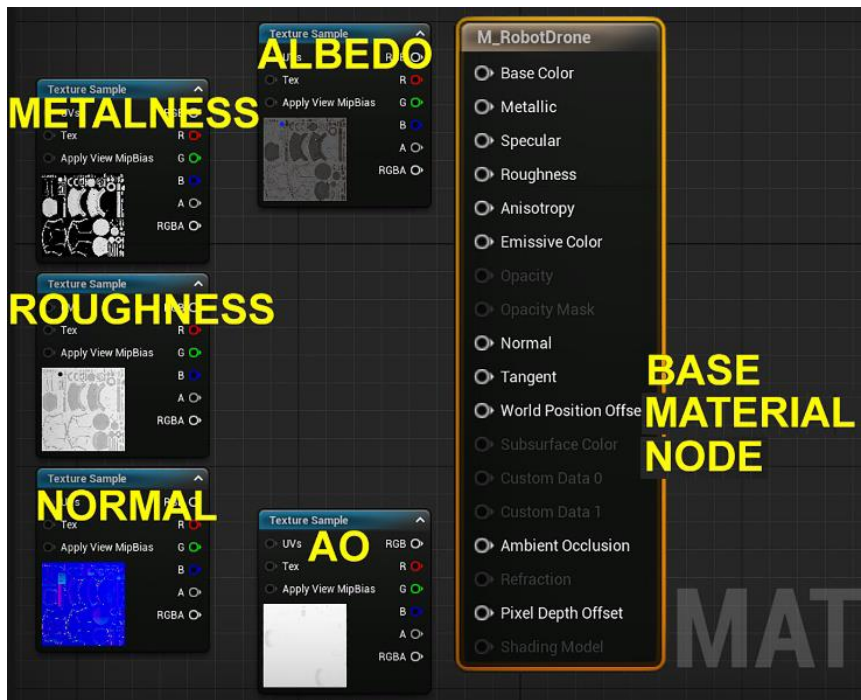 Texture Sample
METALNESS
UVs
Tex R
Apply View MipBias G
B
A
RGBA
Texture Sample
ROUGHNESS
Tex R
Apply View MipBias G
B
A
RGBA
Texture Sample
NORMAL
Tex R
Apply View MipBias G
B
A
RGBA
Texture Sample
ALBEDO
Tex R
Apply View MipBias G
B
A
RGBA
Texture Sample
AO
UVs RGB
Tex R
Apply View MipBias G
B
A
RGBA
M_RobotDrone
Base Color
Metallic
Specular
Roughness
Anisotropy
Emissive Color
Opacity
Opacity Mask
Normal
Tangent
World Position Offse
Subsurface Color
Custom Data 0
Custom Data 1
Ambient Occlusion
Refraction
Pixel Depth Offset
Shading Model
BASE
MATERIAL
NODE
MAT